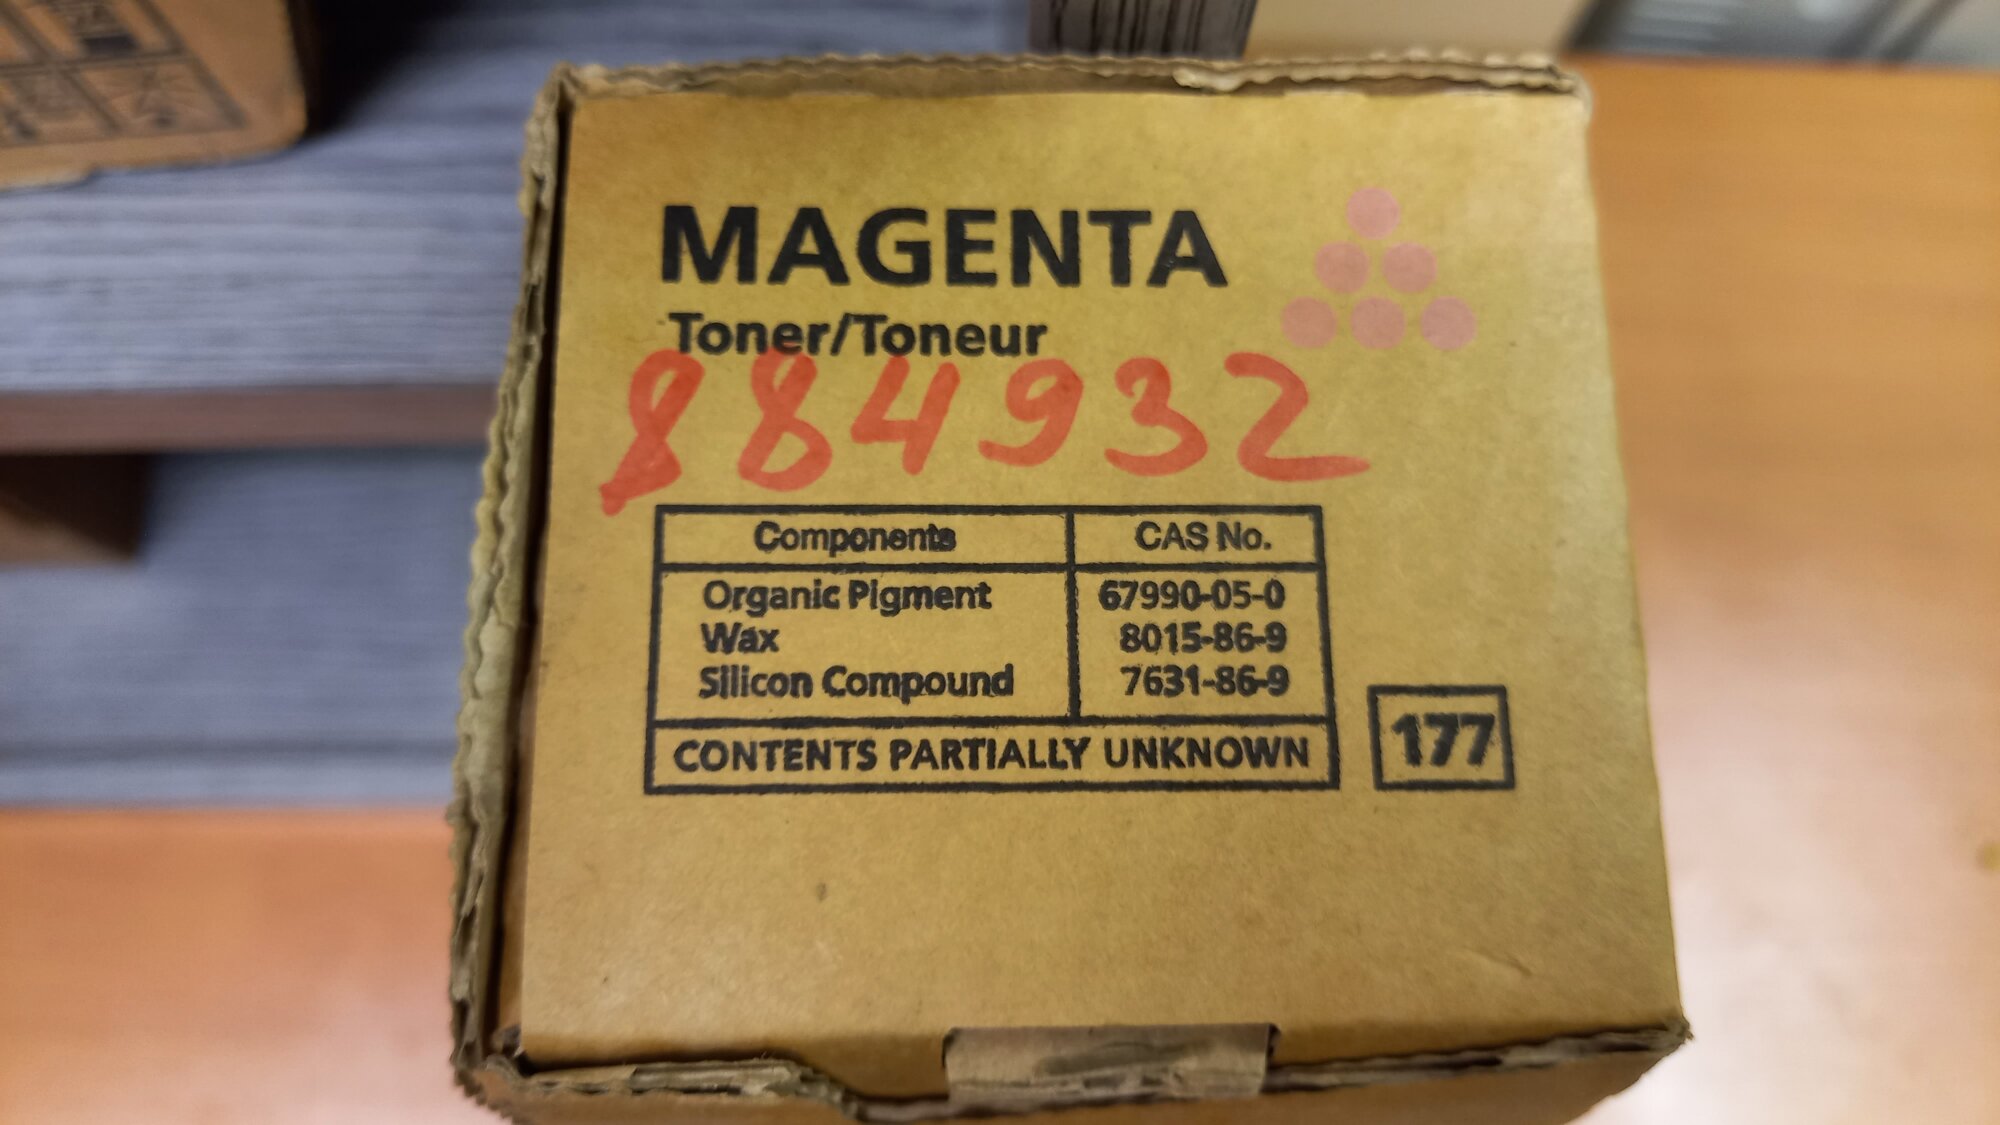 MAGENTA
Toner/Toneur
884932
Components CAS No.
Organic Pigment 67990-05-0
Wax 8015-86-9
Silicon Compound 7631-86-9
CONTENTS PARTIALLY UNKNOWN
177